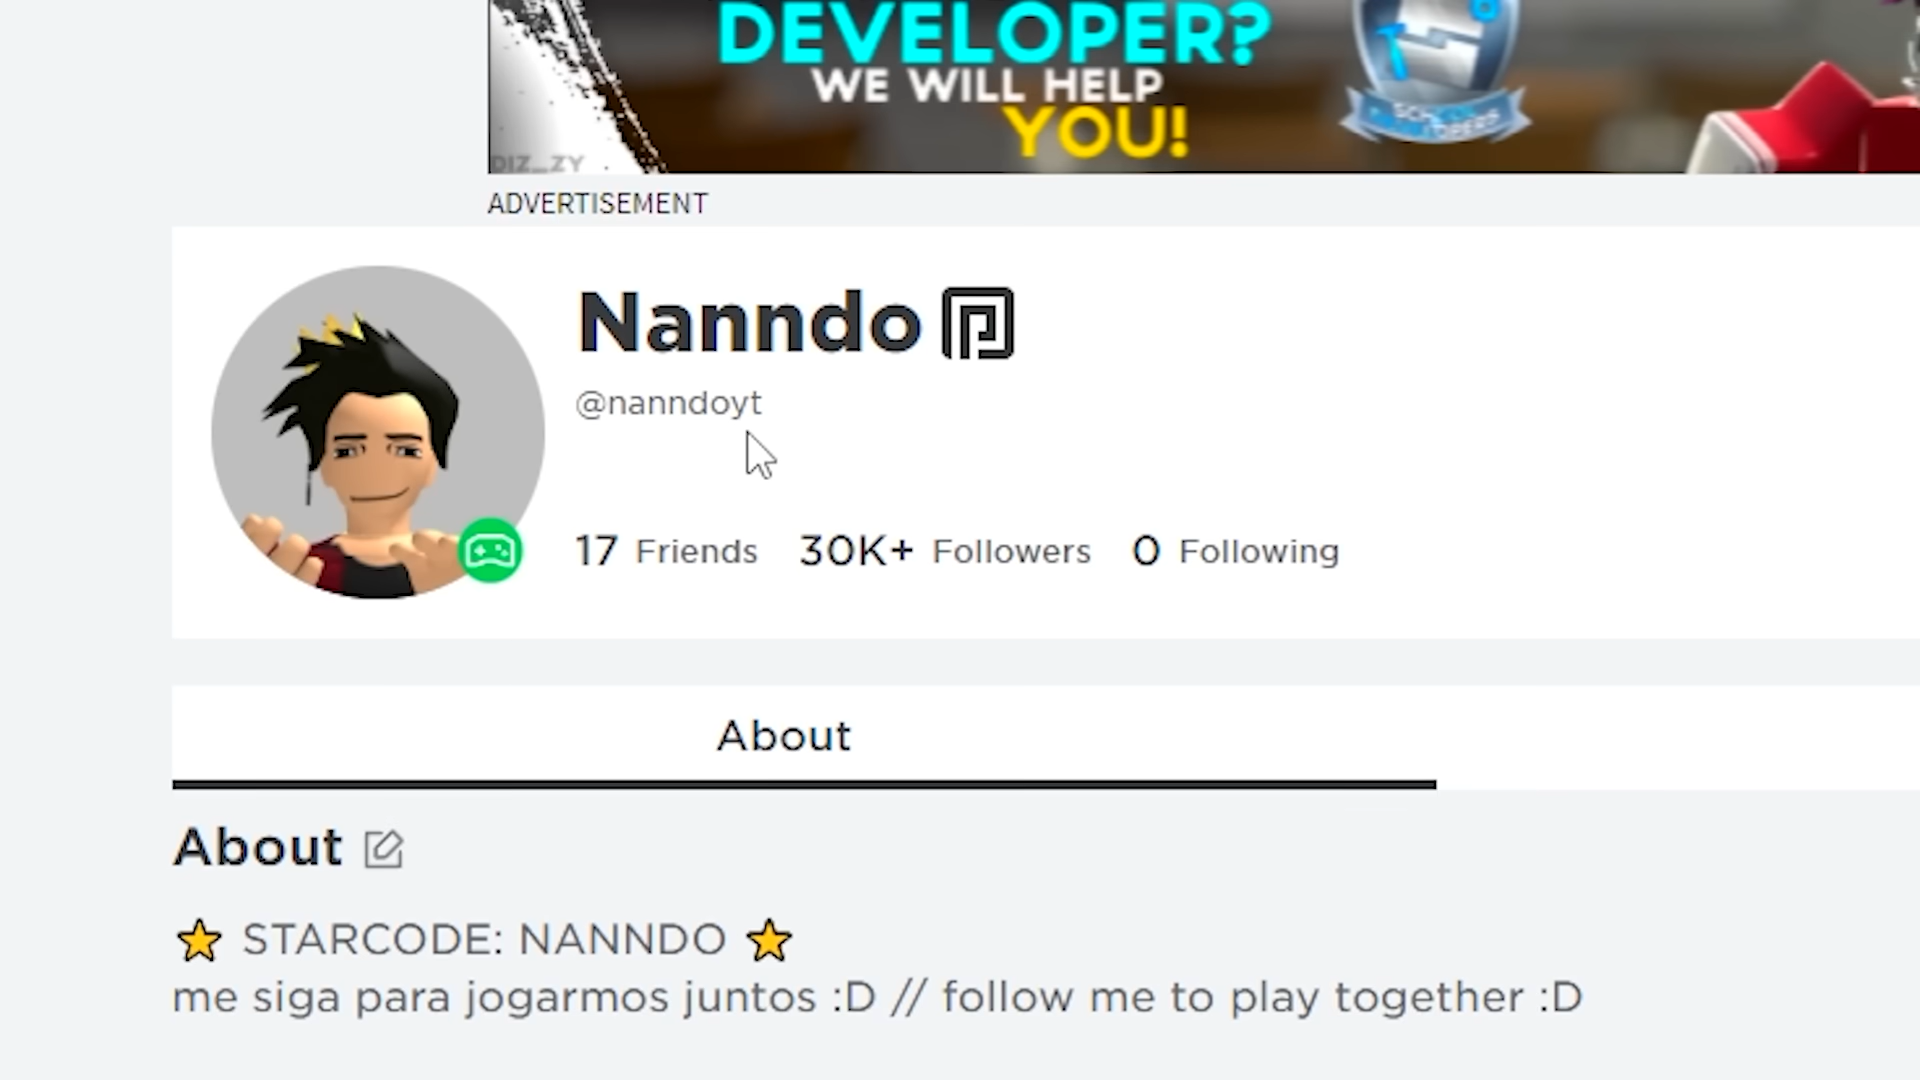 DEVELOPER?
WE WILL HELP
YOU!
DIZ_ZY
ADVERTISEMENT
Nanndo
@nanndoyt
17 Friends 30K+ Followers 0 Following
About
About
STARCODE: NANNDO
me siga para jogarmos juntos :D // follow me to play together :D